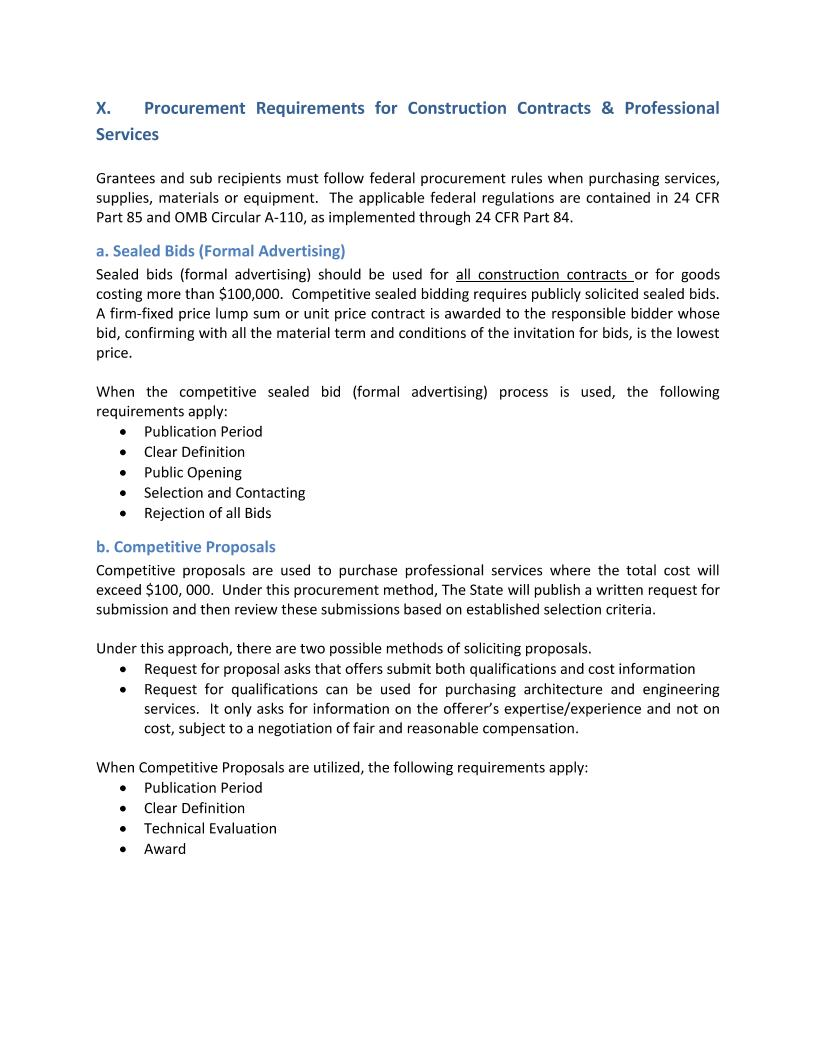 X. Procurement Requirements for Construction Contracts & Professional
Services
Grantees and sub recipients must follow federal procurement rules when purchasing services,
supplies, materials or equipment. The applicable federal regulations are contained in 24 CFR
Part 85 and OMB Circular A-110, as implemented through 24 CFR Part 84.
a. Sealed Bids (Formal Advertising)
Sealed bids (formal advertising) should be used for all construction contracts or for goods
costing more than $100,000. Competitive sealed bidding requires publicly solicited sealed bids.
A firm-fixed price lump sum or unit price contract is awarded to the responsible bidder whose
bid, confirming with all the material term and conditions of the invitation for bids, is the lowest
price.
When the competitive sealed bid (formal advertising) process is used, the following
requirements apply:
• Publication Period
• Clear Definition
• Public Opening
• Selection and Contacting
• Rejection of all Bids
b. Competitive Proposals
Competitive proposals are used to purchase professional services where the total cost will
exceed $100, 000. Under this procurement method, The State will publish a written request for
submission and then review these submissions based on established selection criteria.
Under this approach, there are two possible methods of soliciting proposals.
• Request for proposal asks that offers submit both qualifications and cost information
• Request for qualifications can be used for purchasing architecture and engineering
services. It only asks for information on the offerer’s expertise/experience and not on
cost, subject to a negotiation of fair and reasonable compensation.
When Competitive Proposals are utilized, the following requirements apply:
• Publication Period
• Clear Definition
• Technical Evaluation
• Award